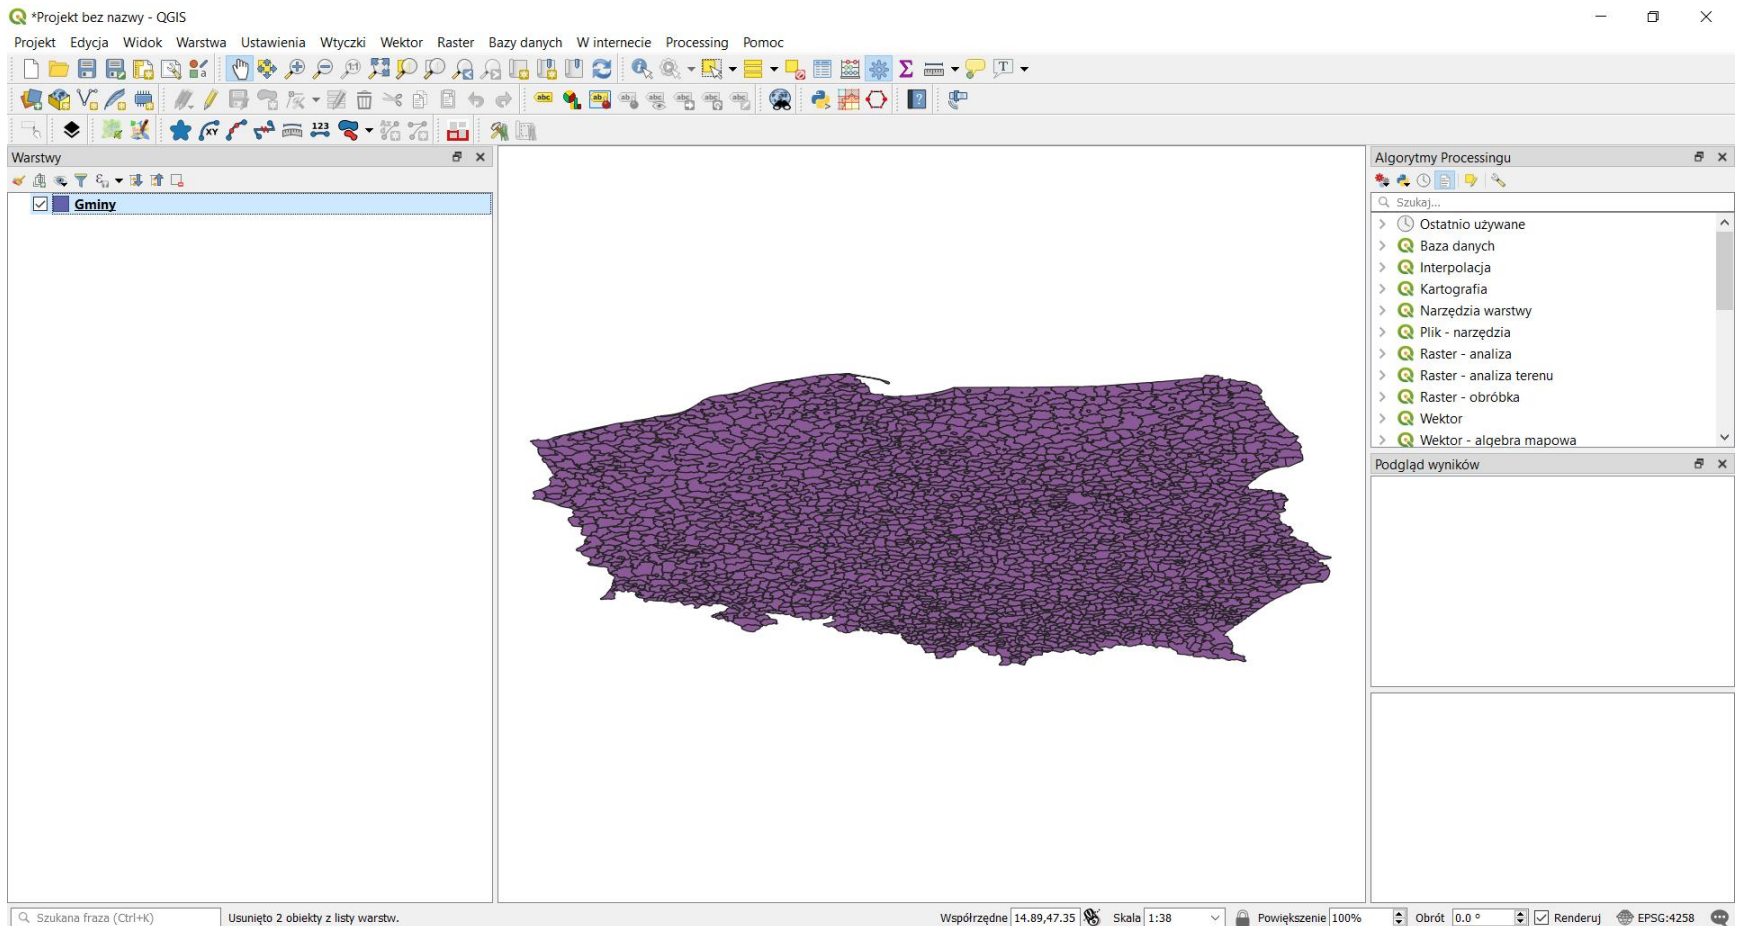 *Projekt bez nazwy - QGIS
Projekt Edycja Widok Warstwa Ustawienia Wtyczki Wektor Raster Bazy danych W internecie Processing Pomoc
Warstwy
Gminy
Algorytmy Processingu
Szukaj...
Ostatnio używane
Baza danych
Interpolacja
Kartografia
Narzędzia warstwy
Plik - narzędzia
Raster - analiza
Raster - analiza terenu
Raster - obróbka
Wektor
Wektor - algebra mapowa
Podgląd wyników
Szukana fraza (Ctrl+K) Usunięto 2 obiekty z listy warstw. Współrzędne 14.89,47.35 Skala 1:38 Powiększenie 100% Obrót 0.0 ° Renderuj EPSG:4258